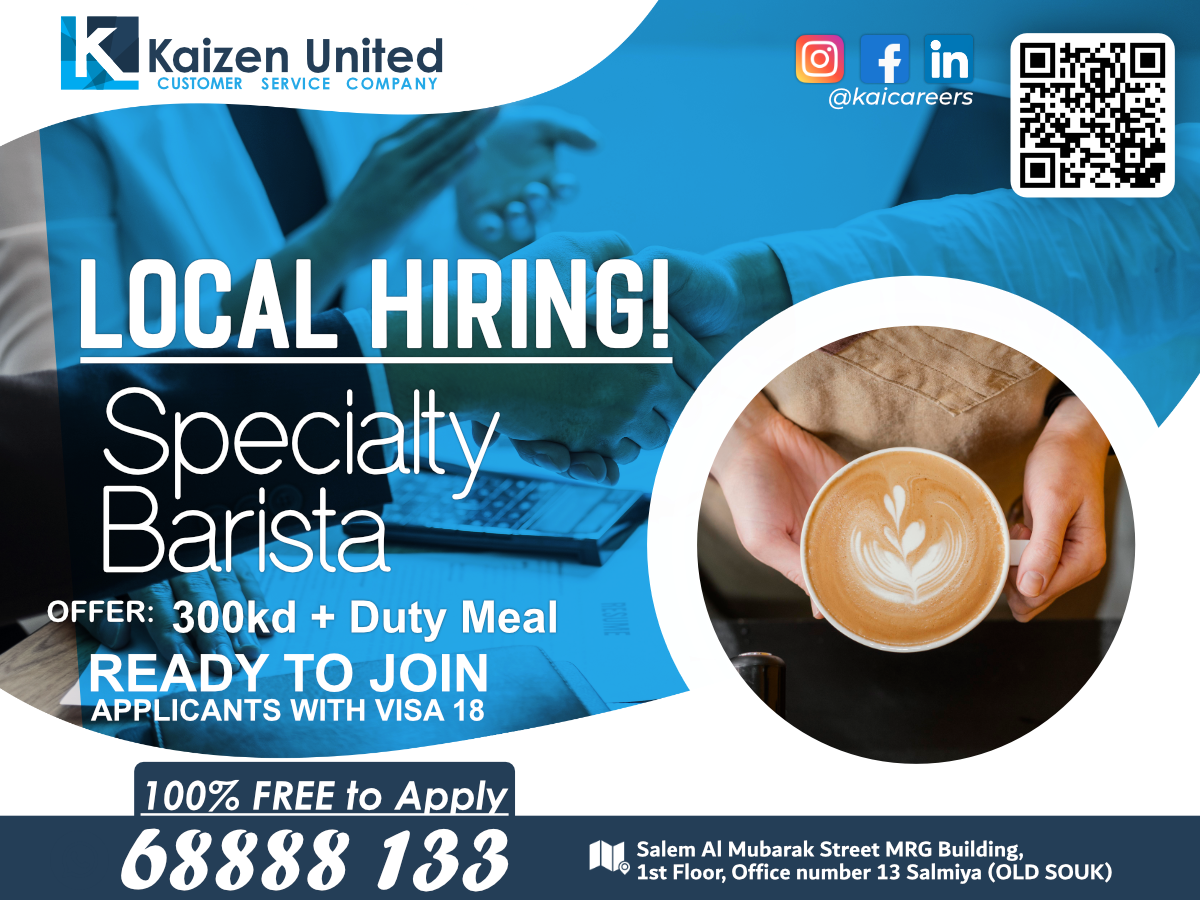 K Kaizen United
CUSTOMER SERVICE COMPANY
in
@kaicareers
LOCAL HIRING!
Specialty
Barista
OFFER: 300kd + Duty Meal
READY TO JOIN
APPLICANTS WITH VISA 18
RESUME
100% FREE to Apply
68888 133
Salem Al Mubarak Street MRG Building,
1st Floor, Office number 13 Salmiya (OLD SOUK)